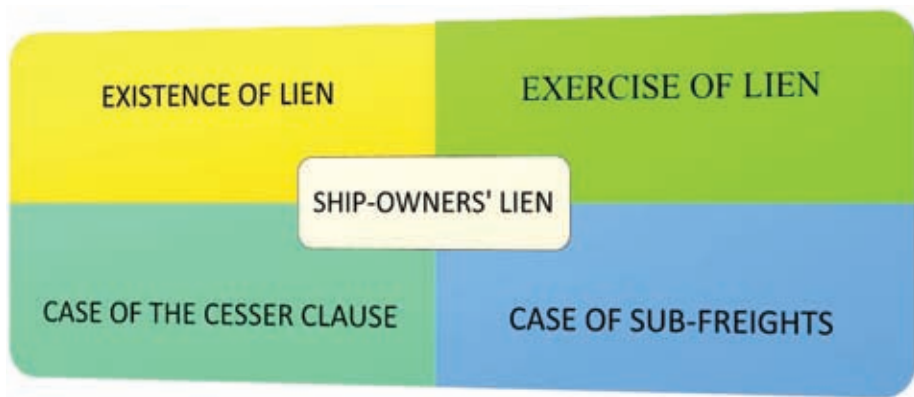 EXISTENCE OF LIEN
EXERCISE OF LIEN
SHIP-OWNERS' LIEN
CASE OF THE CESSER CLAUSE
CASE OF SUB-FREIGHTS